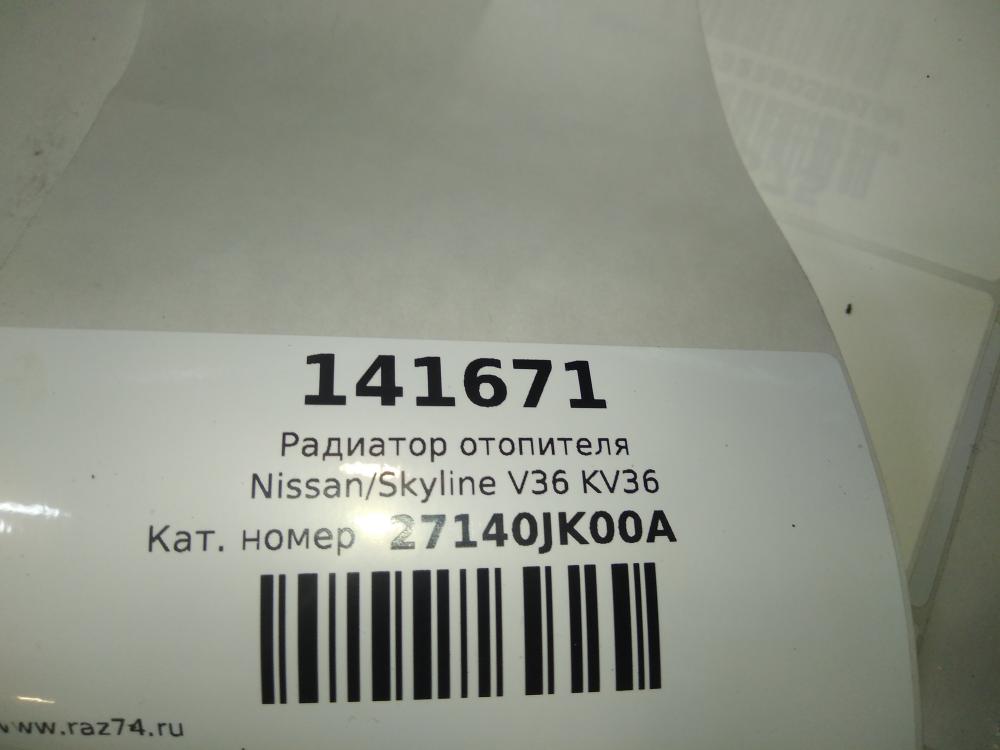 141671
Радиатор отопителя
Nissan/Skyline V36 KV36
Кат. номер 27140JK00A
www.raz74.ru